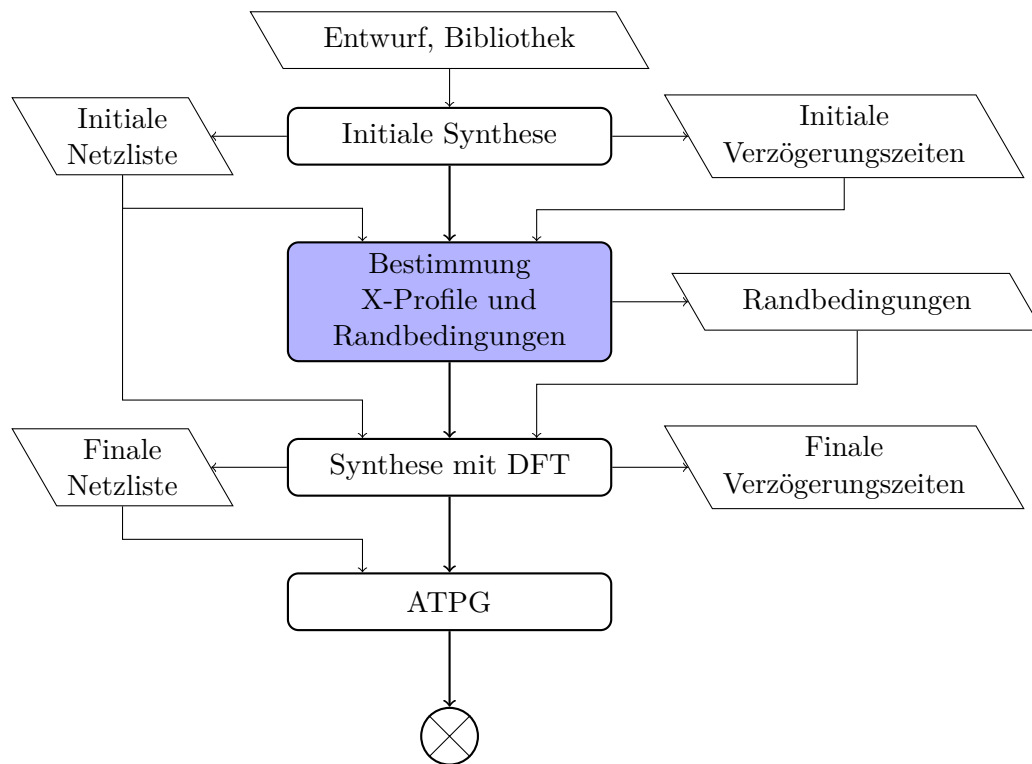 Entwurf, Bibliothek
Initiale
Netzliste
Initiale Synthese
Initiale
Verzögerungszeiten
Bestimmung
X-Profile und
Randbedingungen
Randbedingungen
Finale
Netzliste
Synthese mit DFT
Finale
Verzögerungszeiten
ATPG